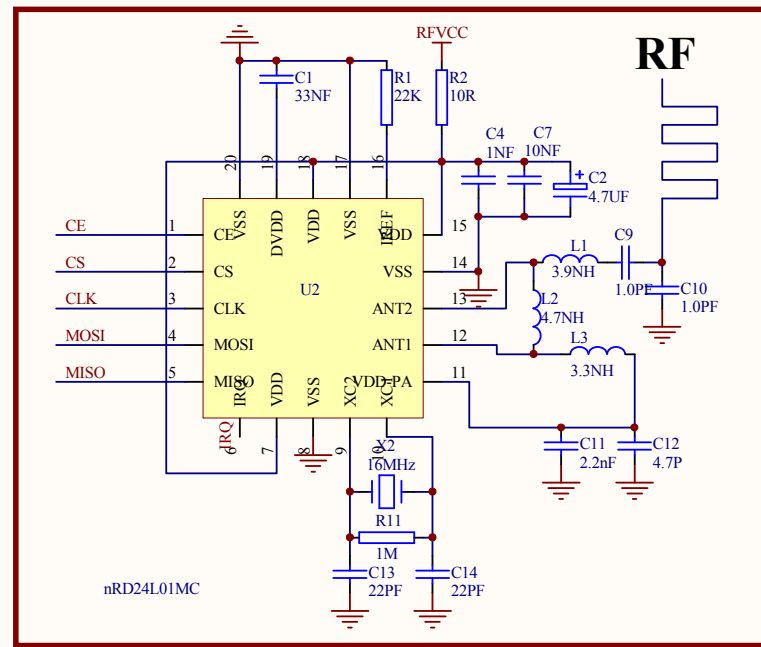 RFVCC
RF
C1
33NF
R1
22K
R2
10R
C4
1NF
C7
10NF
C2
4.7UF
+
20
19
18
17
16
VSS
DVDD
VDD
VSS
IREF
CE
1
CE
VDD
15
CS
2
CS
VSS
14
U2
CLK
3
CLK
ANT2
13
MOSI
4
MOSI
ANT1
12
MISO
5
MISO
VDD-PA
11
L1
3.9NH
C9
1.0PF
C10
1.0PF
L2
4.7NH
L3
3.3NH
IRQ
VDD
VSS
XC2
XC1
IRQ
6
7
8
9
10
C11
2.2nF
C12
4.7P
X2
16MHz
R11
1M
C13
22PF
C14
22PF
nRD24L01MC